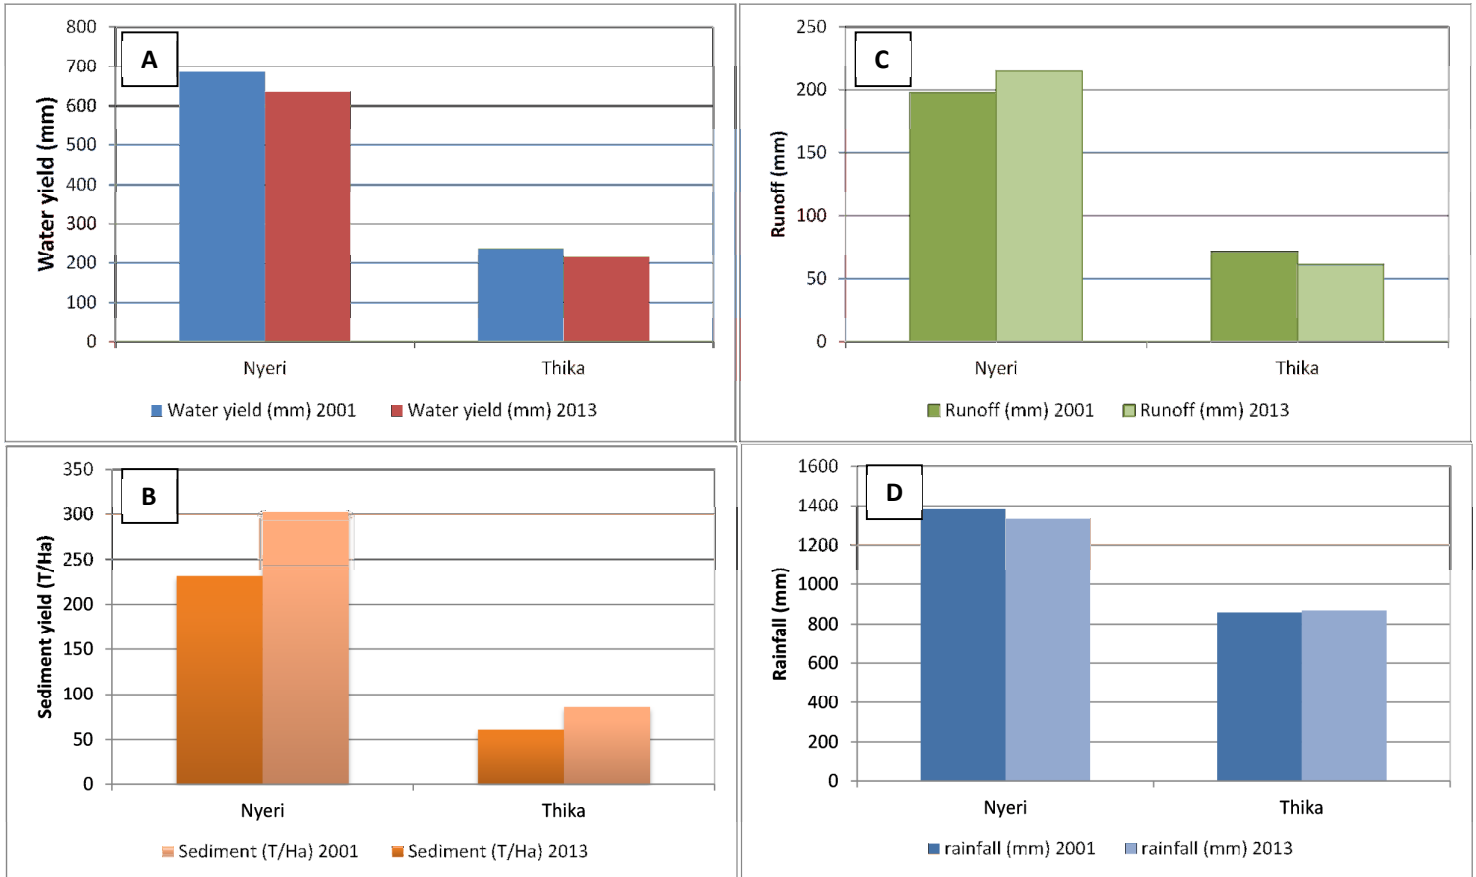 A
Water yield (mm)
800
700
600
500
400
300
200
100
0
Nyeri
Thika
Water yield (mm) 2001
Water yield (mm) 2013
C
Runoff (mm)
250
200
150
100
50
0
Nyeri
Thika
Runoff (mm) 2001
Runoff (mm) 2013
B
Sediment yield (T/Ha)
350
300
250
200
150
100
50
0
Nyeri
Thika
Sediment (T/Ha) 2001
Sediment (T/Ha) 2013
D
Rainfall (mm)
1600
1400
1200
1000
800
600
400
200
0
Nyeri
Thika
rainfall (mm) 2001
rainfall (mm) 2013